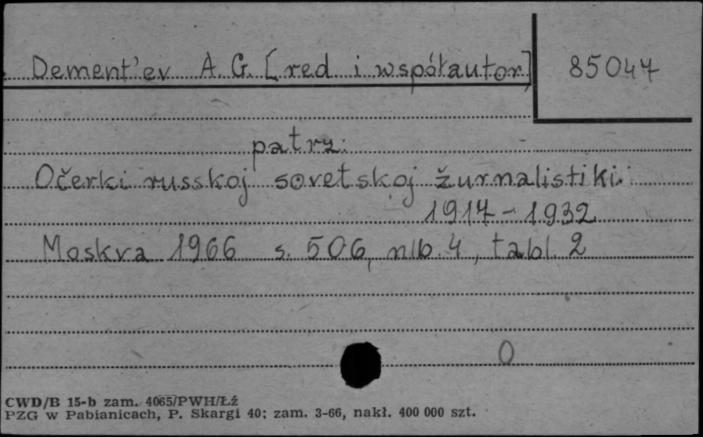 Dement'ev A. G. [red i współautor] 85047
patrz:
Očerki russkoj sovetskoj žurnalistiki.
1917-1932
Moskva 1966 s. 506, nlb. 4, tabl. 2
0
CWD/B 15-b zam. 4065/PWH/Łź
PZG w Pabianicach, P. Skargi 40; zam. 3-66, nakł. 400 000 szt.